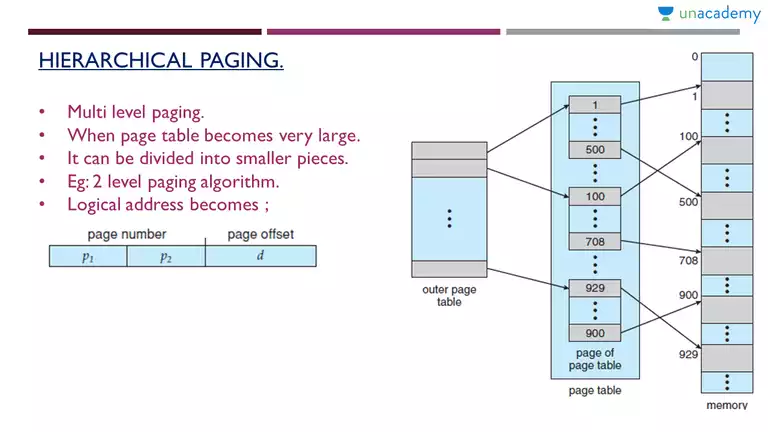 unacademy
HIERARCHICAL PAGING.
• Multi level paging.
• When page table becomes very large.
• It can be divided into smaller pieces.
• Eg: 2 level paging algorithm.
• Logical address becomes ;
page number page offset
p1 p2 d
outer page
table
1
500
100
708
929
900
page of
page table
page table
0
1
100
500
708
900
929
memory